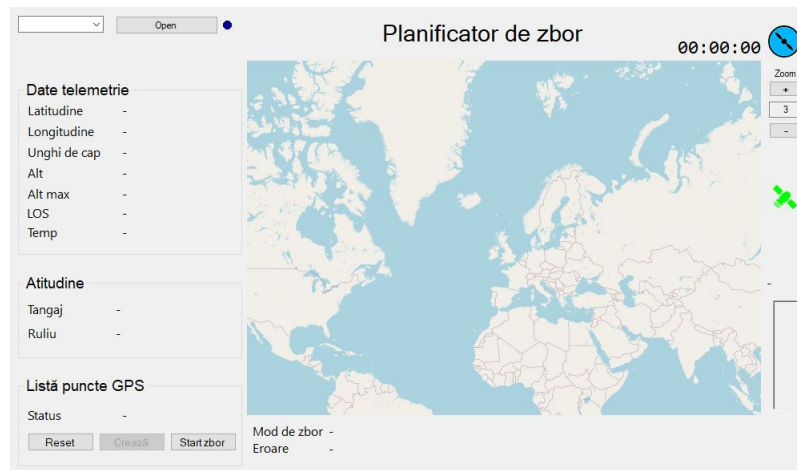 Open
Planificator de zbor
00:00:00
Zoom
+
3
-
Date telemetrie
Latitudine -
Longitudine -
Unghi de cap -
Alt -
Alt max -
LOS -
Temp -
-
Atitudine
Tangaj -
Ruliu -
Listă puncte GPS
Status -
Reset Crează Start zbor
Mod de zbor -
Eroare -